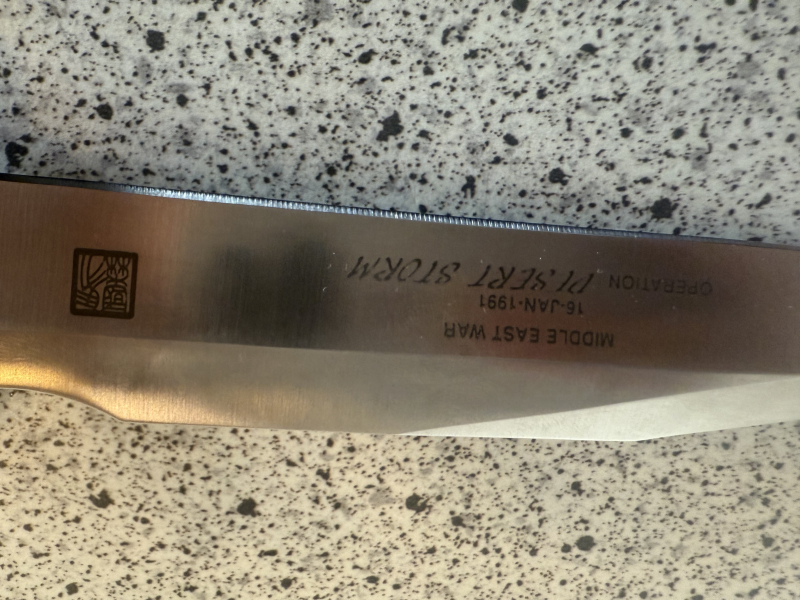 MIDDLE EAST WAR
16-JAN-1991
OPERATION DESERT STORM